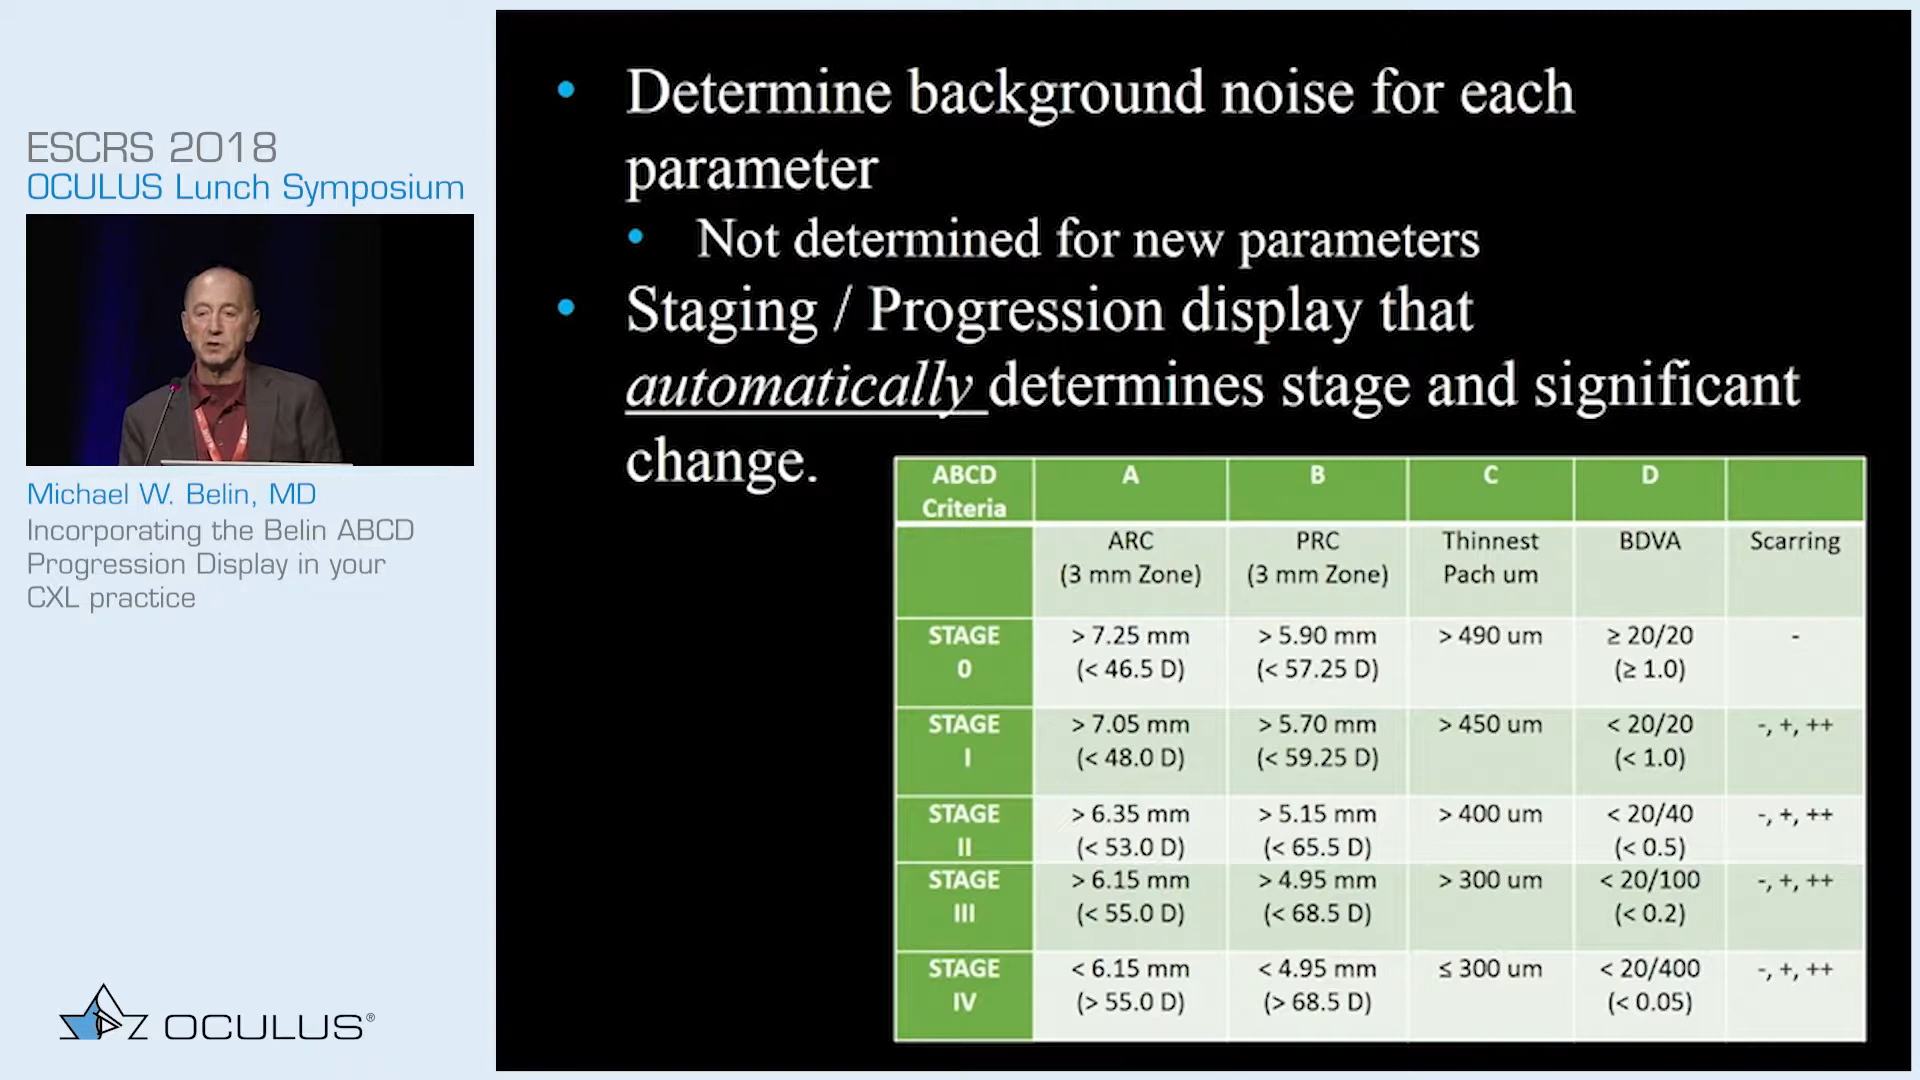 ESCRS 2018
OCULUS Lunch Symposium
Michael W. Belin, MD
Incorporating the Belin ABCD
Progression Display in your
CXL practice
OCULUS®
• Determine background noise for each
parameter
• Not determined for new parameters
• Staging / Progression display that
automatically determines stage and significant
change.
ABCD Criteria A B C D
ARC (3 mm Zone) PRC (3 mm Zone) Thinnest Pach um BDVA Scarring
STAGE 0 > 7.25 mm (< 46.5 D) > 5.90 mm (< 57.25 D) > 490 um ≥ 20/20 (≥ 1.0) -
STAGE I > 7.05 mm (< 48.0 D) > 5.70 mm (< 59.25 D) > 450 um < 20/20 (< 1.0) -, +, ++
STAGE II > 6.35 mm (< 53.0 D) > 5.15 mm (< 65.5 D) > 400 um < 20/40 (< 0.5) -, +, ++
STAGE III > 6.15 mm (< 55.0 D) > 4.95 mm (< 68.5 D) > 300 um < 20/100 (< 0.2) -, +, ++
STAGE IV < 6.15 mm (> 55.0 D) < 4.95 mm (> 68.5 D) ≤ 300 um < 20/400 (< 0.05) -, +, ++